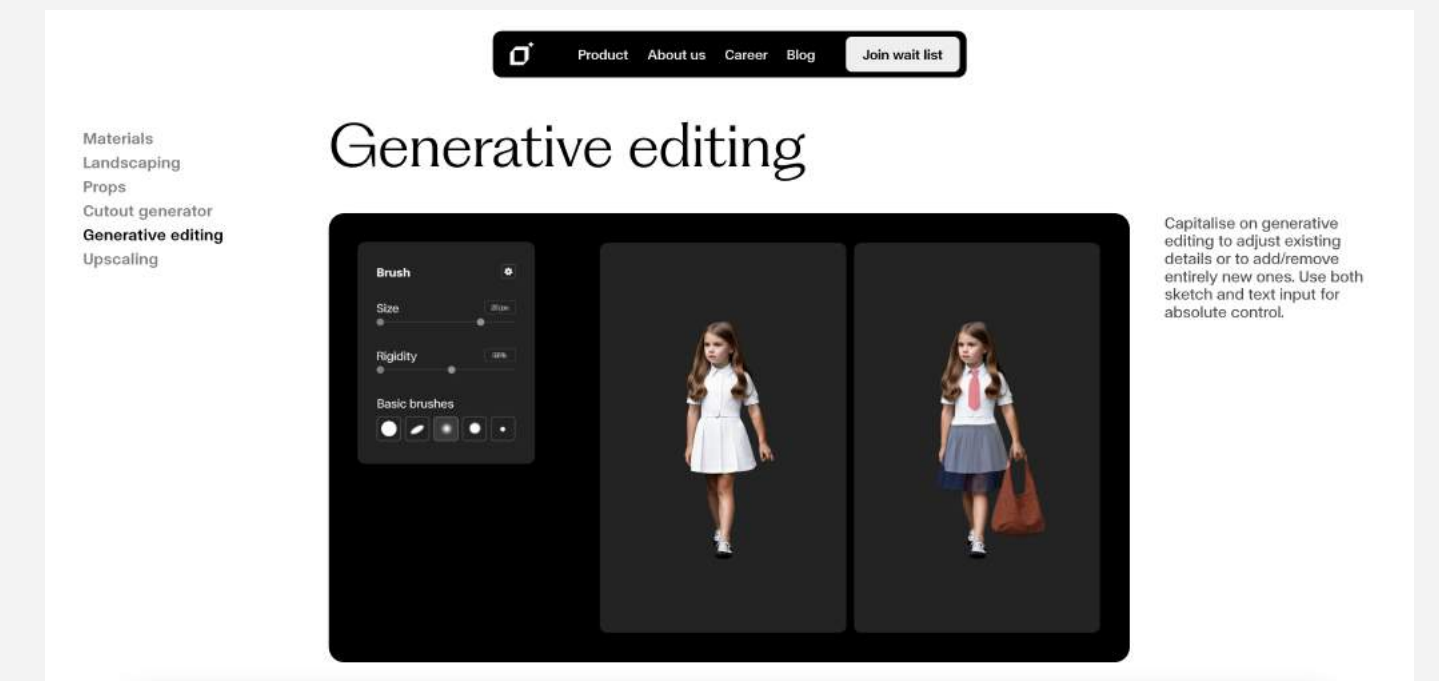 Product About us Career Blog Join wait list
Materials
Landscaping
Props
Cutout generator
Generative editing
Upscaling
Generative editing
Brush
Size
Rigidity
Basic brushes
Capitalise on generative
editing to adjust existing
details or to add/remove
entirely new ones. Use both
sketch and text input for
absolute control.